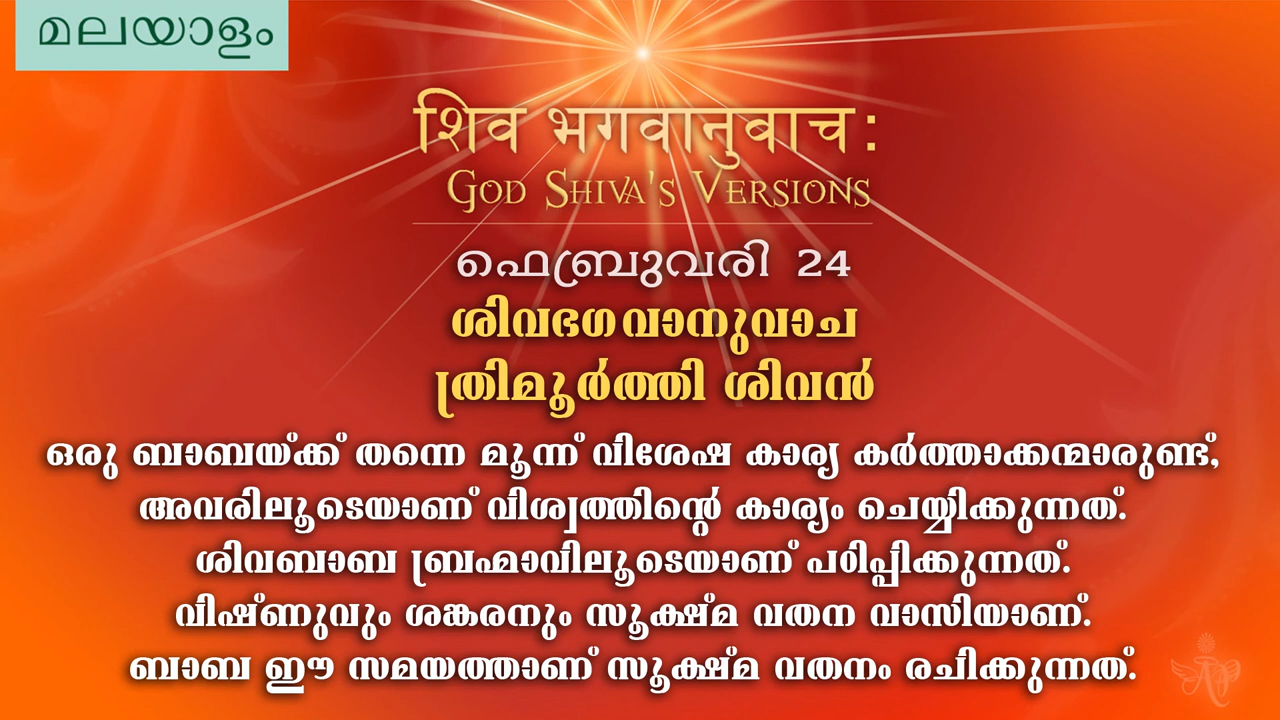 മലയാളം
शिव भगवानुवाच :
God Shiva's Versions
ഫെബ്രുവരി 24
ശിവഭഗവാനുവാച
ത്രിമൂർത്തി ശിവൻ
ഒരു ബാബയ്ക്ക് തന്നെ മൂന്ന് വിശേഷ കാര്യ കർത്താക്കന്മാരുണ്ട്,
അവരിലൂടെയാണ് വിശ്വത്തിന്റെ കാര്യം ചെയ്യിക്കുന്നത്.
ശിവബാബ ബ്രഹ്മാവിലൂടെയാണ് പഠിപ്പിക്കുന്നത്.
വിഷ്ണുവും ശങ്കരനും സൂക്ഷ്മ വതന വാസിയാണ്.
ബാബ ഈ സമയത്താണ് സൂക്ഷ്മ വതനം രചിക്കുന്നത്.